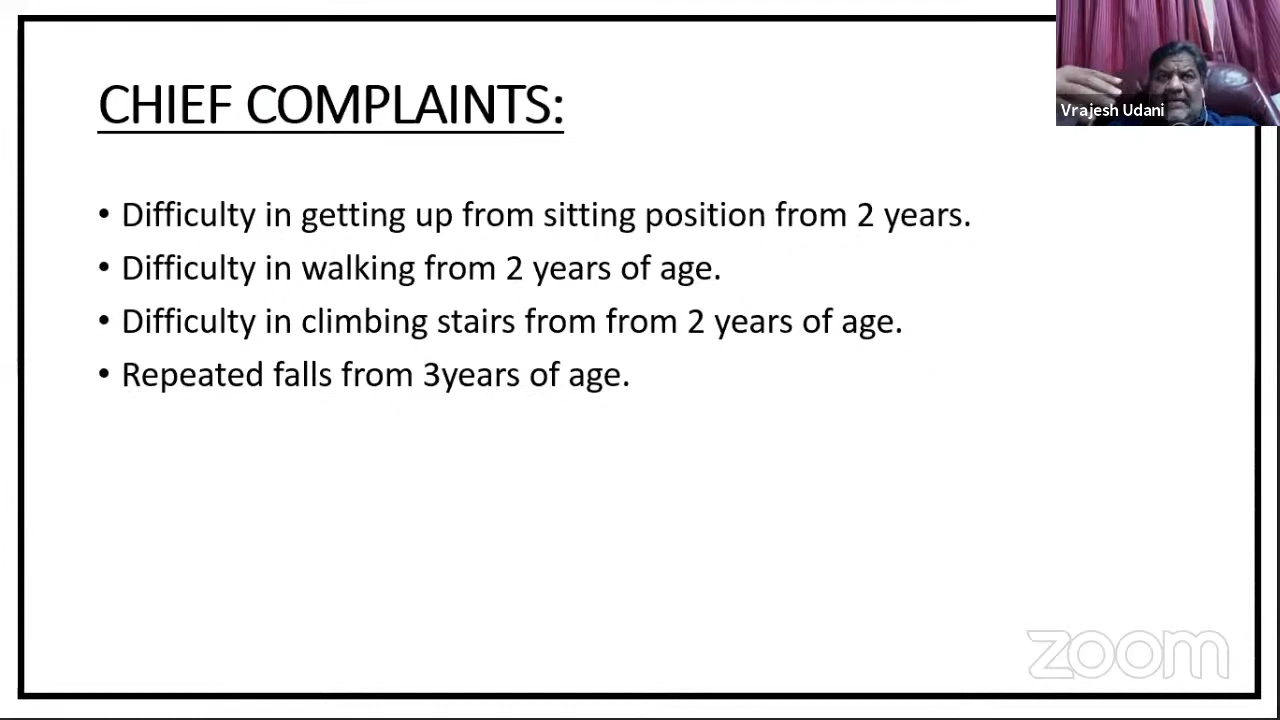 CHIEF COMPLAINTS:
Vrajesh Udani
• Difficulty in getting up from sitting position from 2 years.
• Difficulty in walking from 2 years of age.
• Difficulty in climbing stairs from from 2 years of age.
• Repeated falls from 3years of age.
zoom